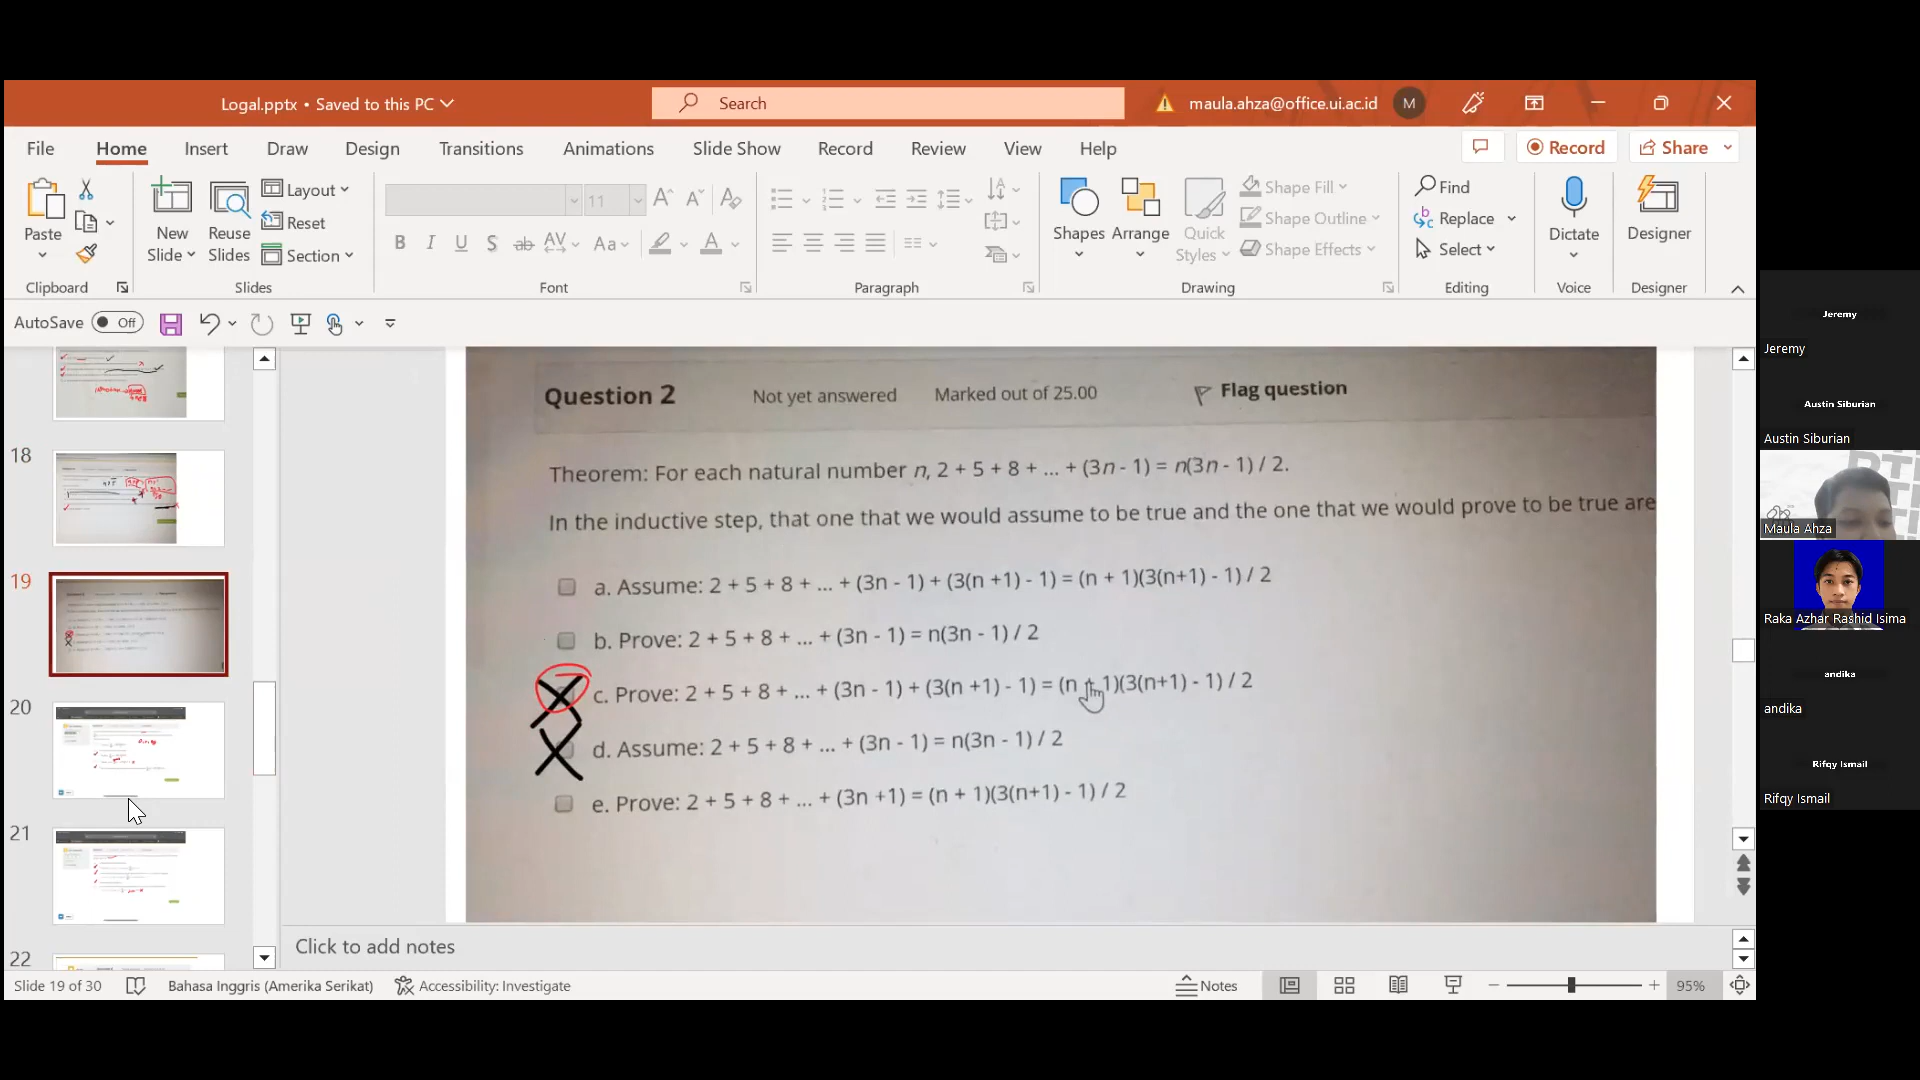 Logal.pptx • Saved to this PC
Search
maula.ahza@office.ui.ac.id
M
File
Home
Insert
Draw
Design
Transitions
Animations
Slide Show
Record
Review
View
Help
Record
Share
Paste
Clipboard
New
Slide
Reuse
Slides
Layout
Reset
Section
Slides
11
Font
Paragraph
Shapes
Arrange
Quick
Styles
Shape Fill
Shape Outline
Shape Effects
Drawing
Find
Replace
Select
Editing
Dictate
Voice
Designer
Designer
AutoSave
Off
18
19
20
21
22
Question 2
Not yet answered
Marked out of 25.00
Flag question
Theorem: For each natural number n, 2 + 5 + 8 + ... + (3n - 1) = n(3n - 1) / 2.
In the inductive step, that one that we would assume to be true and the one that we would prove to be true are
a. Assume: 2 + 5 + 8 + ... + (3n - 1) + (3(n +1) - 1) = (n + 1)(3(n+1) - 1) / 2
b. Prove: 2 + 5 + 8 + ... + (3n - 1) = n(3n - 1) / 2
c. Prove: 2 + 5 + 8 + ... + (3n - 1) + (3(n +1) - 1) = (n + 1)(3(n+1) - 1) / 2
d. Assume: 2 + 5 + 8 + ... + (3n - 1) = n(3n - 1) / 2
e. Prove: 2 + 5 + 8 + ... + (3n +1) = (n + 1)(3(n+1) - 1) / 2
Click to add notes
Slide 19 of 30
Bahasa Inggris (Amerika Serikat)
Accessibility: Investigate
Notes
95%
Jeremy
Jeremy
Austin Siburian
Austin Siburian
Maula Ahza
Raka Azhar Rashid Isima
andika
andika
Rifqy Ismail
Rifqy Ismail